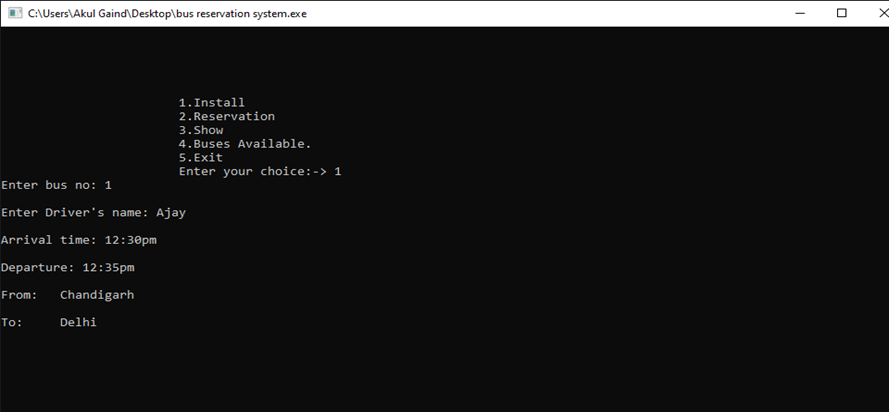 C:\Users\Akul Gaind\Desktop\bus reservation system.exe
1.Install
2.Reservation
3.Show
4.Buses Available.
5.Exit
Enter your choice:-> 1
Enter bus no: 1
Enter Driver's name: Ajay
Arrival time: 12:30pm
Departure: 12:35pm
From:   Chandigarh
To:     Delhi